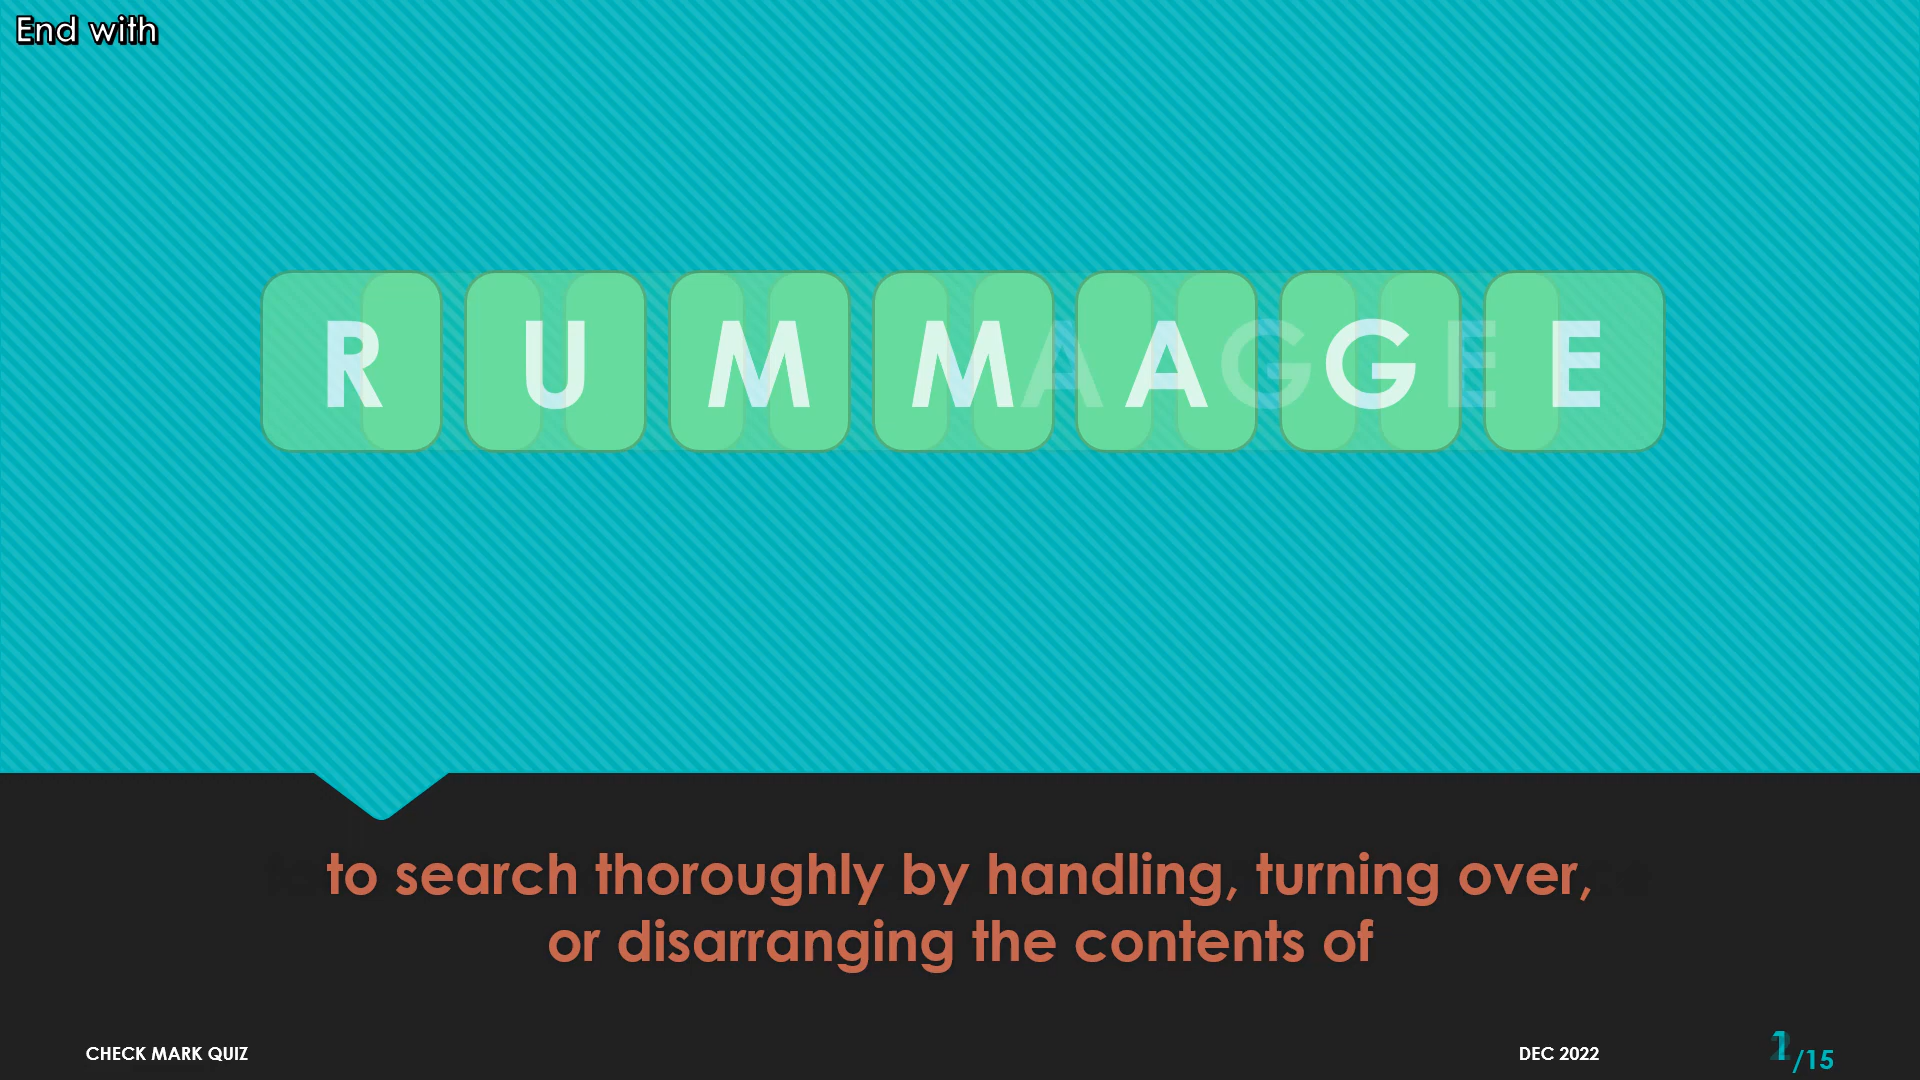 End with
RUMMAGE
to search thoroughly by handling, turning over,
or disarranging the contents of
CHECK MARK QUIZ
DEC 2022
/15